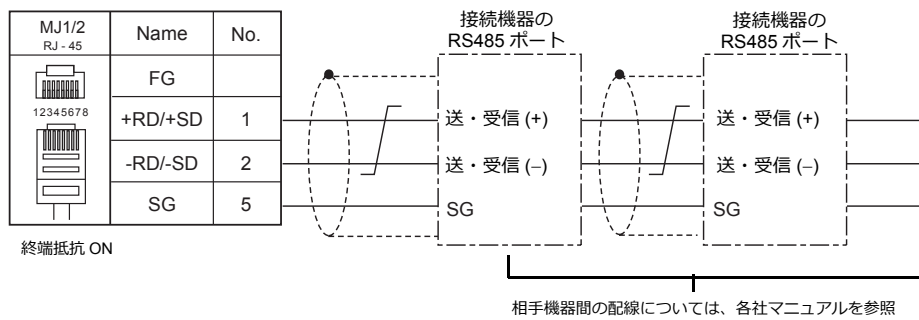 MJ1/2
RJ - 45
Name
No.
12345678
FG
+RD/+SD
1
-RD/-SD
2
SG
5
終端抵抗 ON
接続機器の
RS485 ポート
送・受信 (+)
送・受信 (–)
SG
接続機器の
RS485 ポート
送・受信 (+)
送・受信 (–)
SG
相手機器間の配線については、各社マニュアルを参照